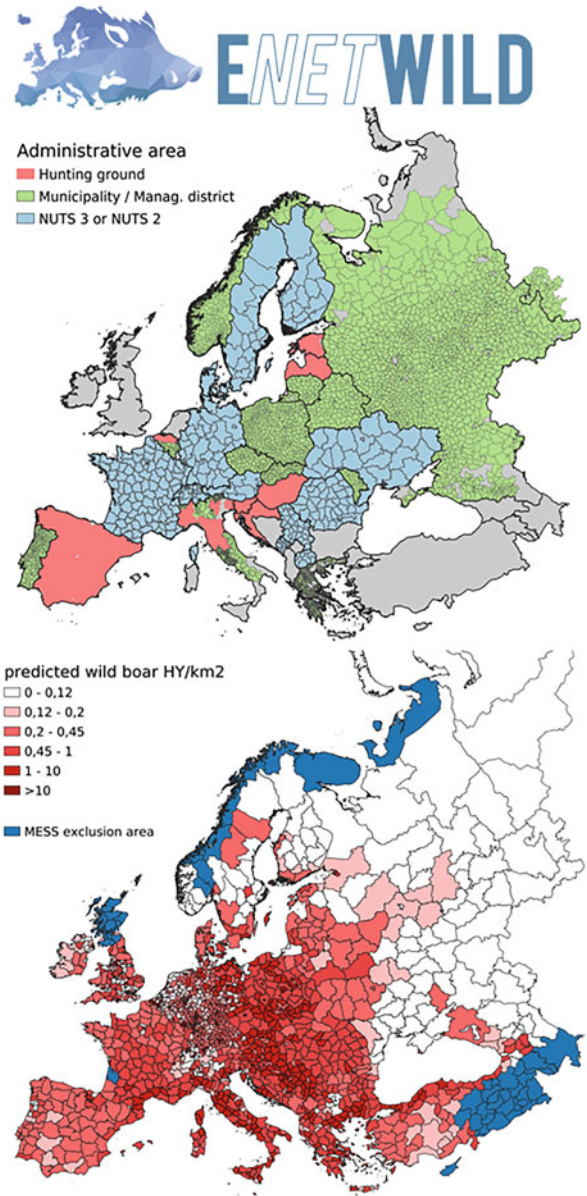 ENETWILD
Administrative area
Hunting ground
Municipality / Manag. district
NUTS 3 or NUTS 2
predicted wild boar HY/km2
0 - 0,12
0,12 - 0,2
0,2 - 0,45
0,45 - 1
1 - 10
>10
MESS exclusion area